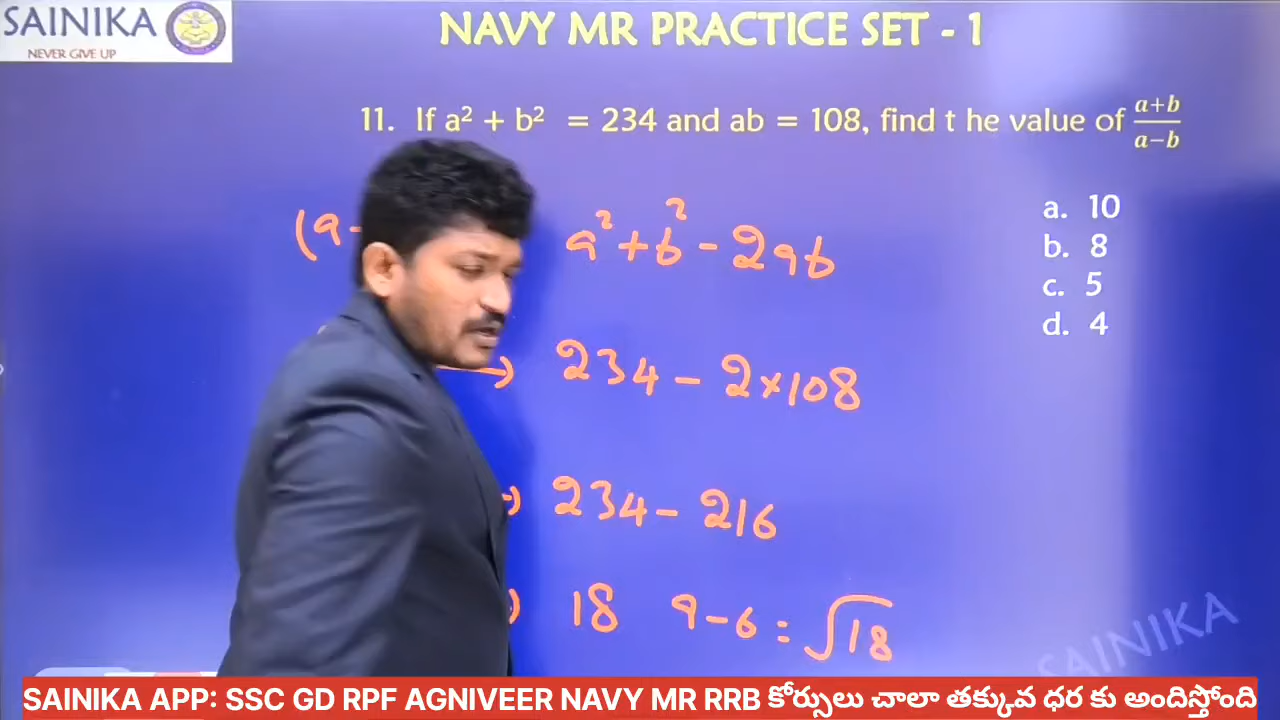 SAINIKA
NEVER GIVE UP
NAVY MR PRACTICE SET - 1
11. If a² + b² = 234 and ab = 108, find t he value of a+b/a−b
a. 10
b. 8
c. 5
d. 4
(a- a²+b²-2ab
→ 234 - 2×108
234 - 216
18 a-b = √18
SAINIKA
SAINIKA APP: SSC GD RPF AGNIVEER NAVY MR RRB కోర్సులు చాలా తక్కువ ధర కు అందిస్తోంది